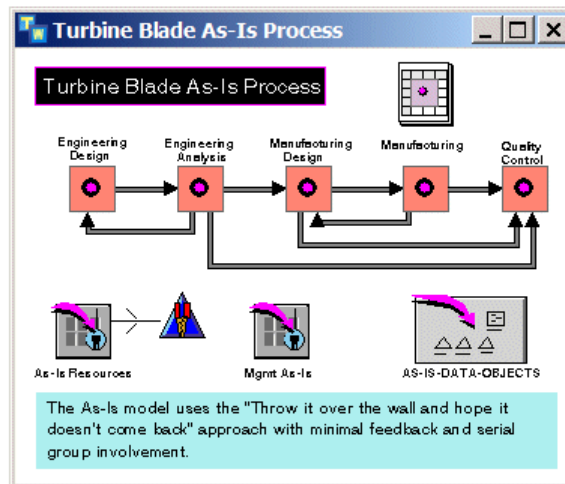 TW Turbine Blade As-Is Process
Turbine Blade As-Is Process
Engineering
Design
Engineering
Analysis
Manufacturing
Design
Manufacturing
Quality
Control
As-Is Resources
Mgmt As-Is
AS-IS-DATA-OBJECTS
The As-Is model uses the "Throw it over the wall and hope it
doesn't come back" approach with minimal feedback and serial
group involvement.